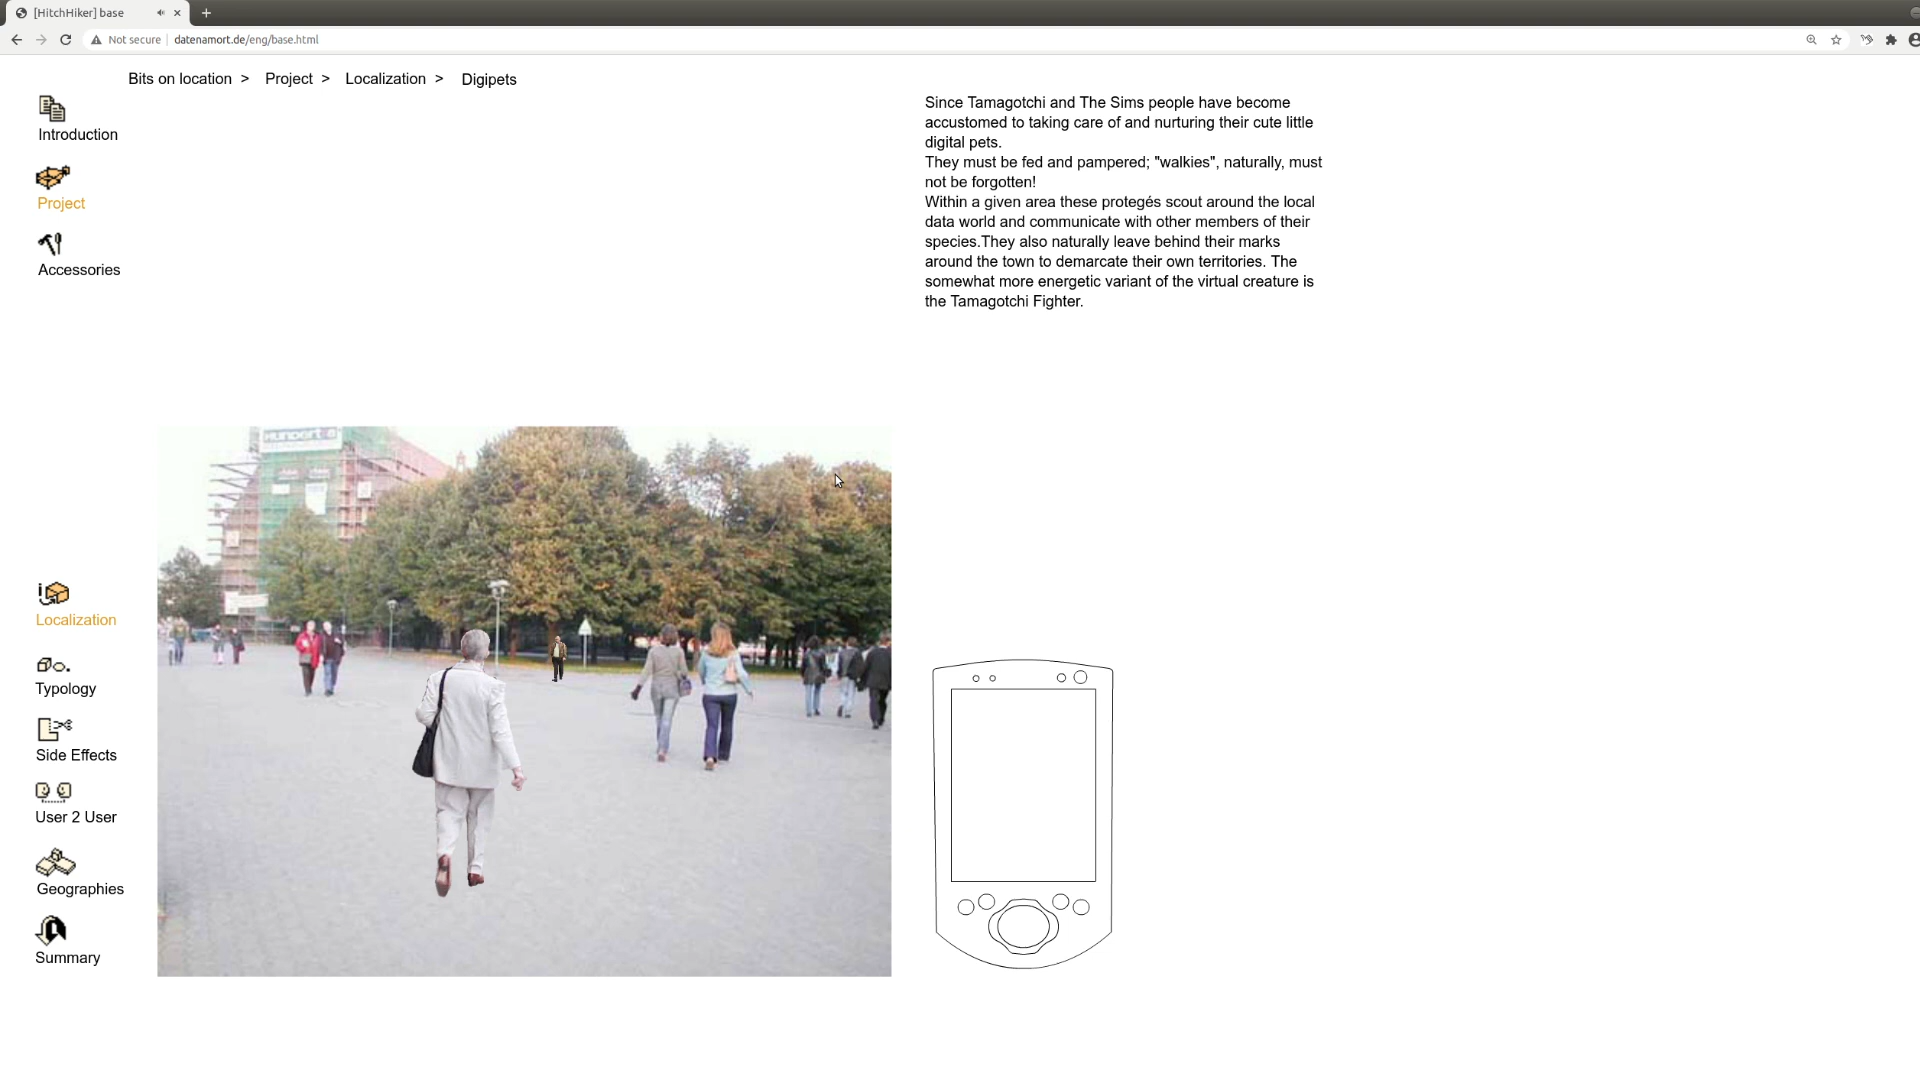 [HitchHiker] base
Not secure
datenamort.de/eng/base.html
Bits on location > Project > Localization > Digipets
Introduction
Project
Accessories
Since Tamagotchi and The Sims people have become
accustomed to taking care of and nurturing their cute little
digital pets.
They must be fed and pampered; "walkies", naturally, must
not be forgotten!
Within a given area these protegés scout around the local
data world and communicate with other members of their
species.They also naturally leave behind their marks
around the town to demarcate their own territories. The
somewhat more energetic variant of the virtual creature is
the Tamagotchi Fighter.
Localization
Typology
Side Effects
User 2 User
Geographies
Summary